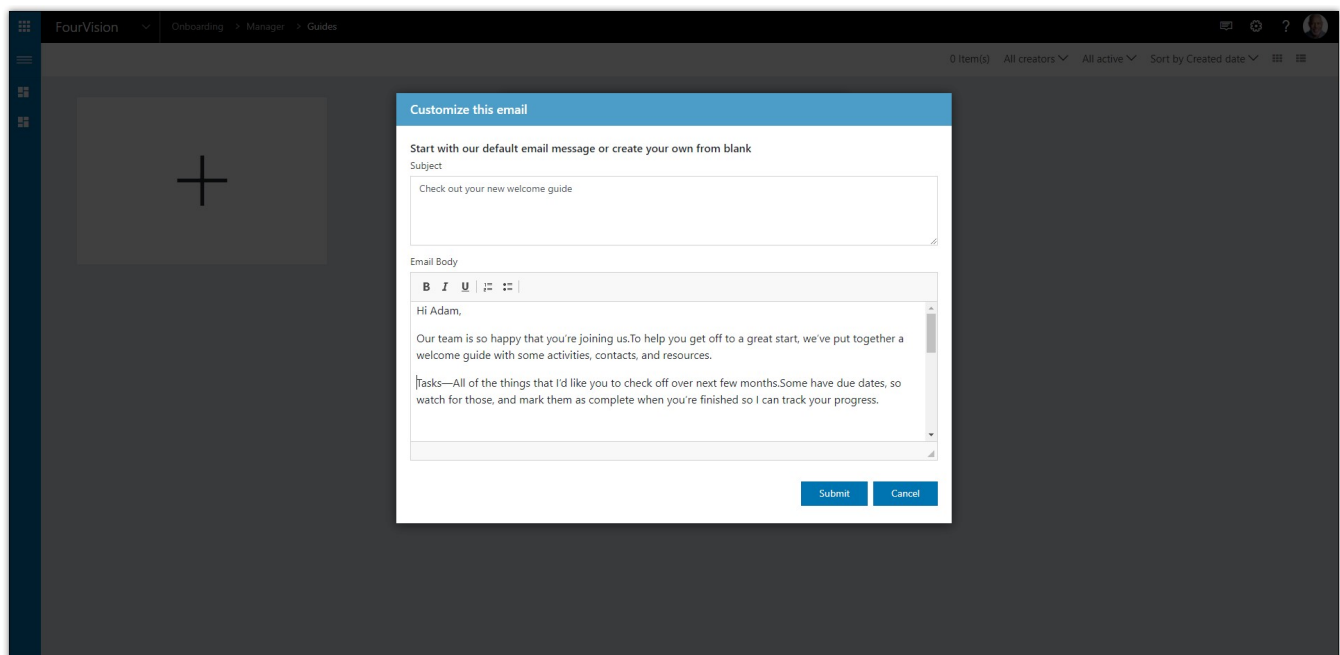 FourVision Onboarding > Manager > Guides ?
0 Item(s) All creators All active Sort by Created date
Customize this email
Start with our default email message or create your own from blank
Subject
Check out your new welcome guide
Email Body
B I U
Hi Adam,
Our team is so happy that you're joining us.To help you get off to a great start, we've put together a
welcome guide with some activities, contacts, and resources.
Tasks—All of the things that I'd like you to check off over next few months.Some have due dates, so
watch for those, and mark them as complete when you're finished so I can track your progress.
Submit Cancel